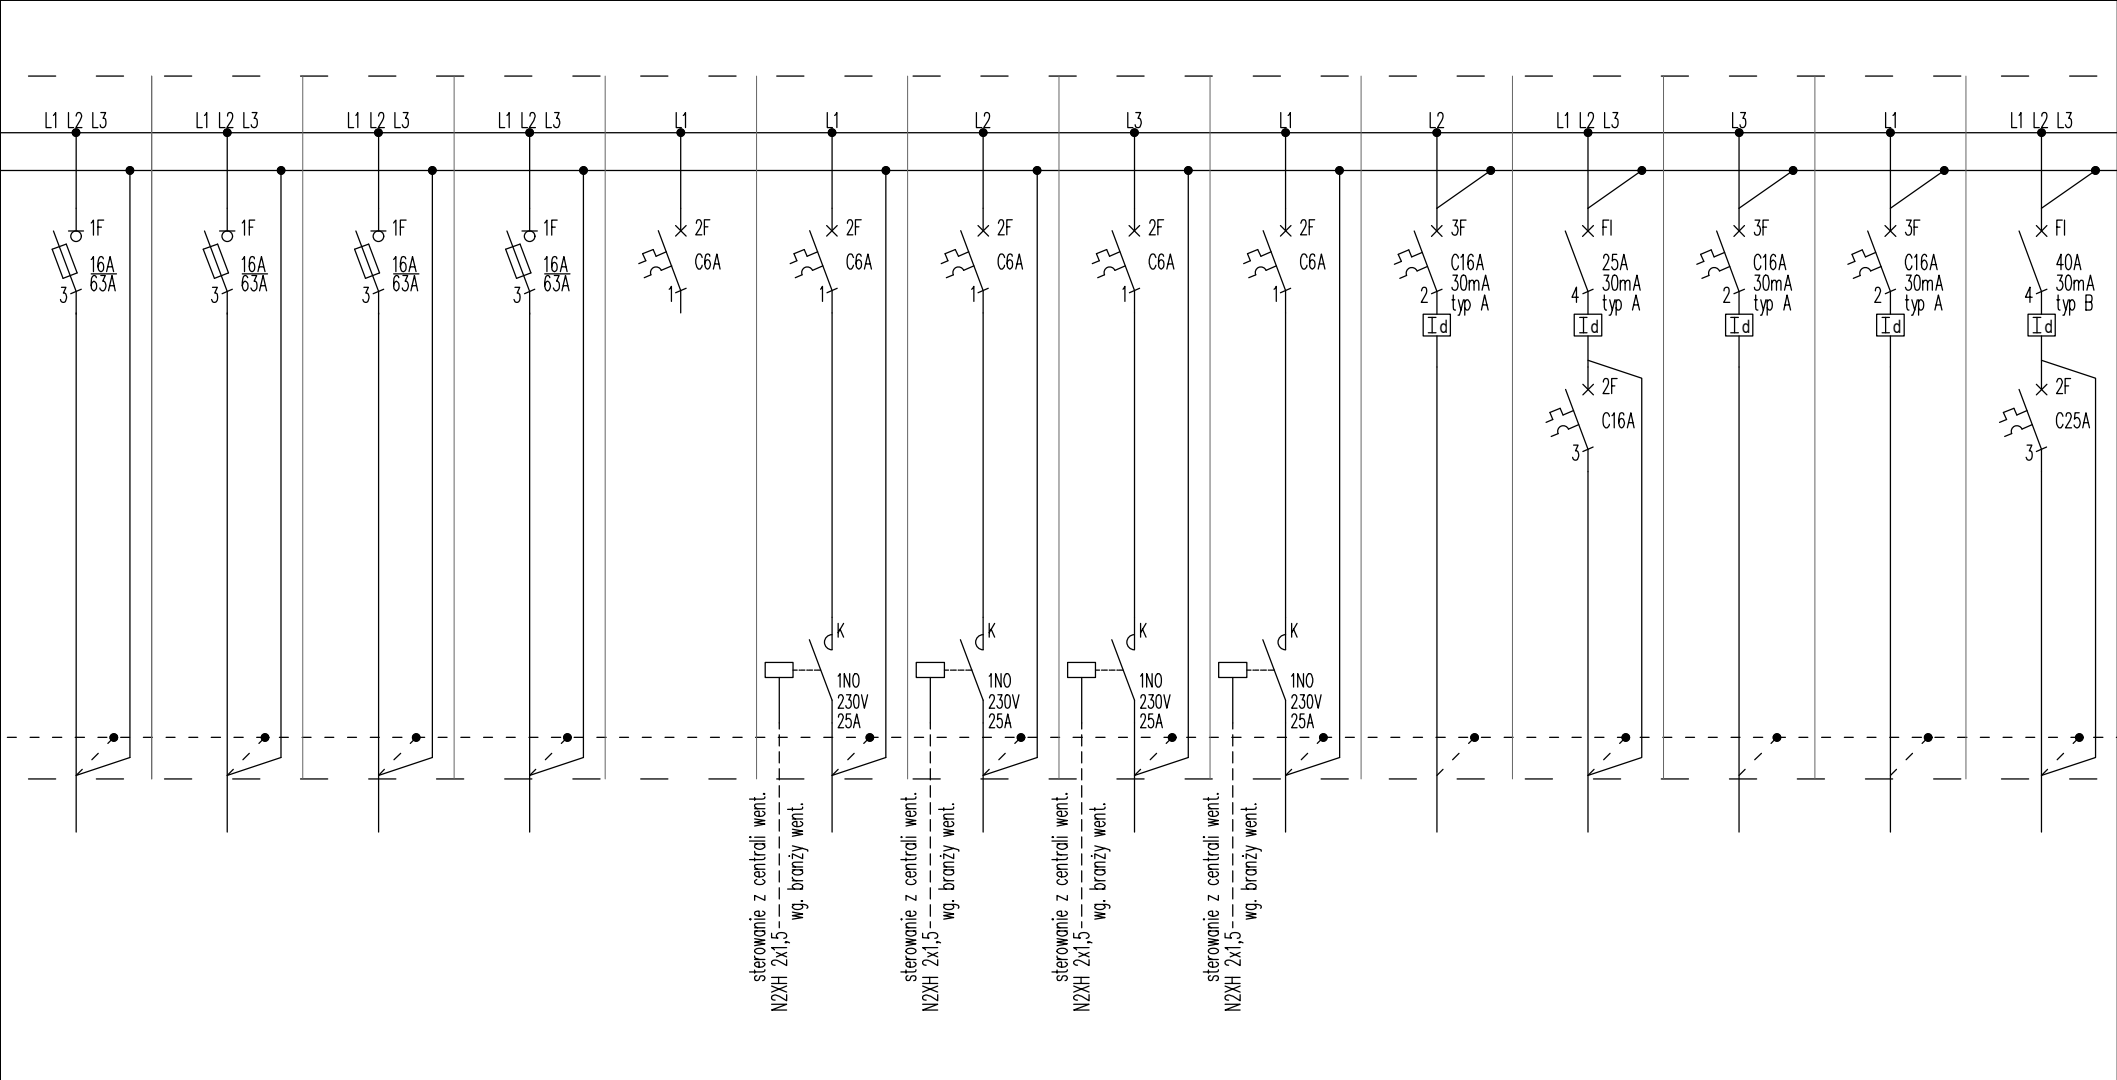 L1 L2 L3
1F
16A
63A
3
L1 L2 L3
1F
16A
63A
3
L1 L2 L3
1F
16A
63A
3
L1 L2 L3
1F
16A
63A
3
L1
2F
C6A
1
L1
2F
C6A
1
K
1NO
230V
25A
sterowanie z centrali went.
wg. branży went.
N2XH 2x1,5
L2
2F
C6A
1
K
1NO
230V
25A
sterowanie z centrali went.
wg. branży went.
N2XH 2x1,5
L3
2F
C6A
1
K
1NO
230V
25A
sterowanie z centrali went.
wg. branży went.
N2XH 2x1,5
L1
2F
C6A
1
K
1NO
230V
25A
sterowanie z centrali went.
wg. branży went.
N2XH 2x1,5
L2
3F
C16A
30mA
2 typ A
Id
L1 L2 L3
FI
25A
30mA
4 typ A
Id
2F
C16A
3
L3
3F
C16A
30mA
2 typ A
Id
L1
3F
C16A
30mA
2 typ A
Id
L1 L2 L3
FI
40A
30mA
4 typ B
Id
2F
C25A
3